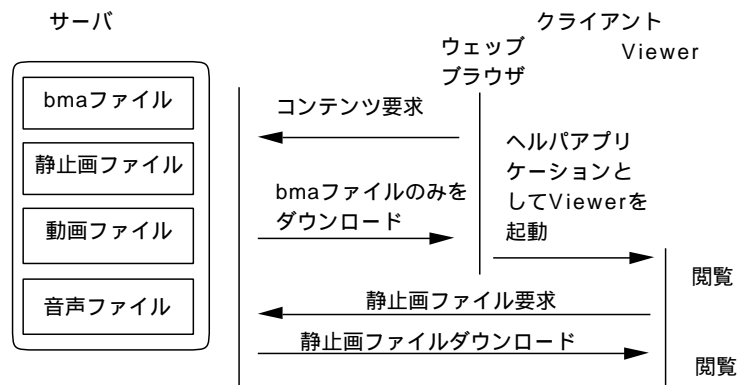 サーバ
クライアント
ウェッブ
ブラウザ
Viewer
bmaファイル
静止画ファイル
動画ファイル
音声ファイル
コンテンツ要求
bmaファイルのみを
ダウンロード
ヘルパアプリ
ケーションと
してViewerを
起動
閲覧
静止画ファイル要求
静止画ファイルダウンロード
閲覧